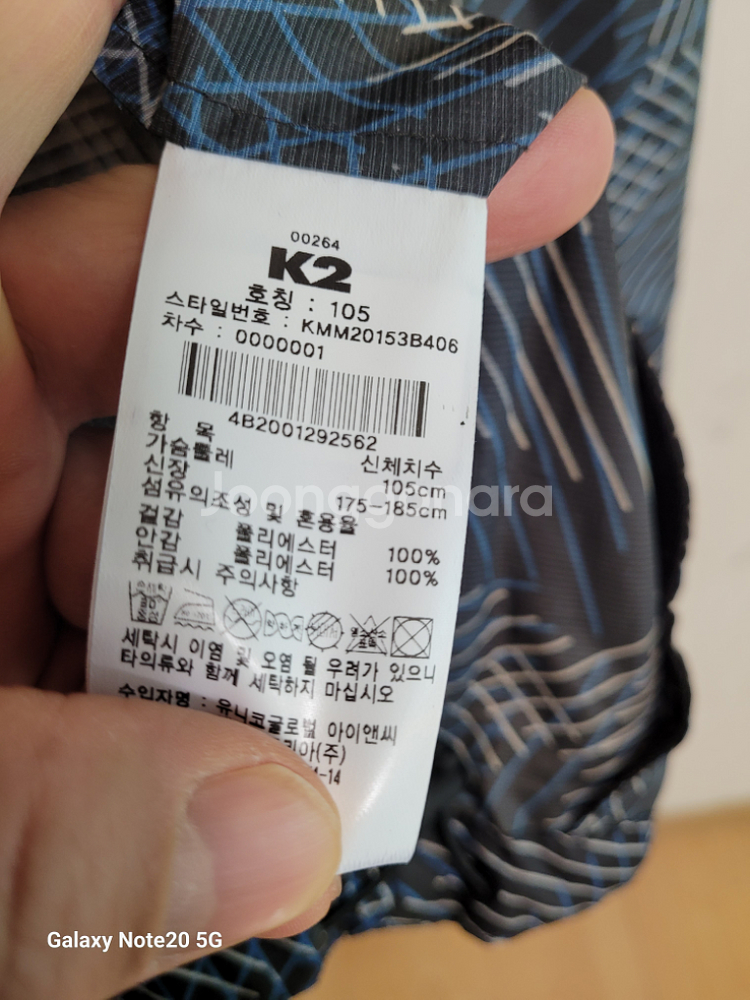 00264
K2
호칭 : 105
스타일번호 : KMM20153B406
차수 : 0000001
4B2001292562
항 목 신체치수
가슴둘레 105cm
신장 175-185cm
섬유의조성 및 혼용율
겉감 폴리에스터 100%
안감 폴리에스터 100%
취급시 주의사항
세탁시 이염 및 오염 될 우려가 있으니
타의류와 함께 세탁하지 마십시오
수입자명 : 유니코글로벌 아이앤씨
리아(주)
-14
Joonggonara
Galaxy Note20 5G